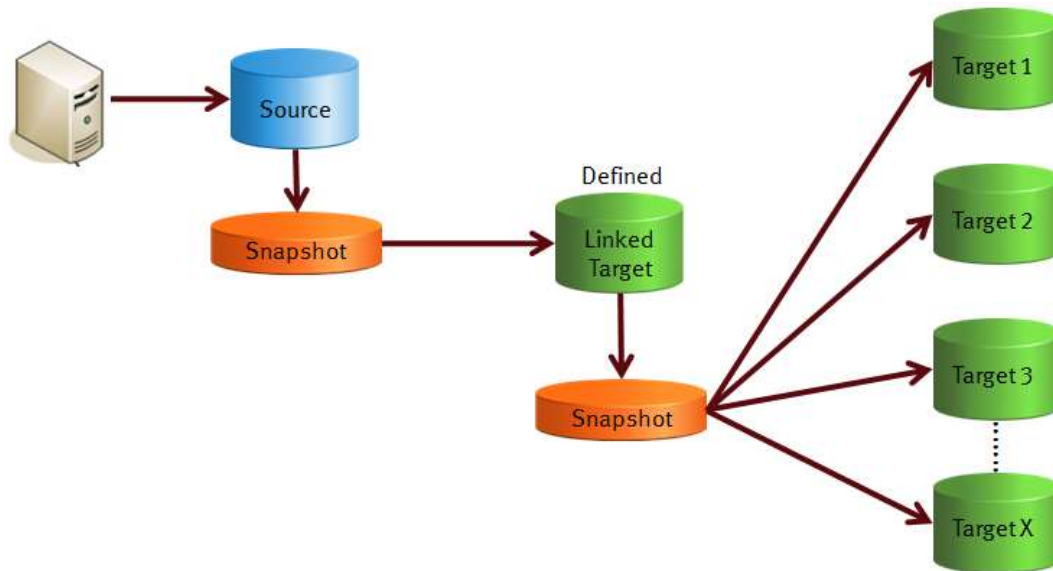 Source
Snapshot
Defined
Linked
Target
Snapshot
Target 1
Target 2
Target 3
Target X